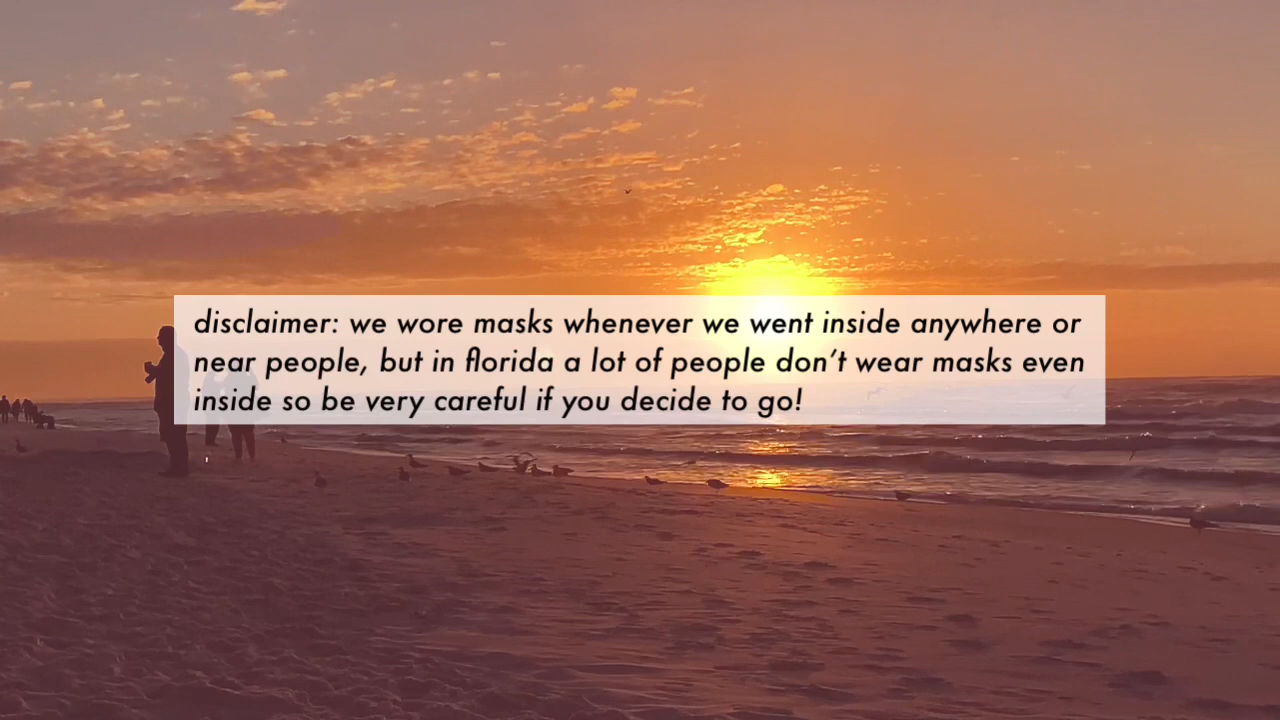 disclaimer: we wore masks whenever we went inside anywhere or
near people, but in florida a lot of people don’t wear masks even
inside so be very careful if you decide to go!